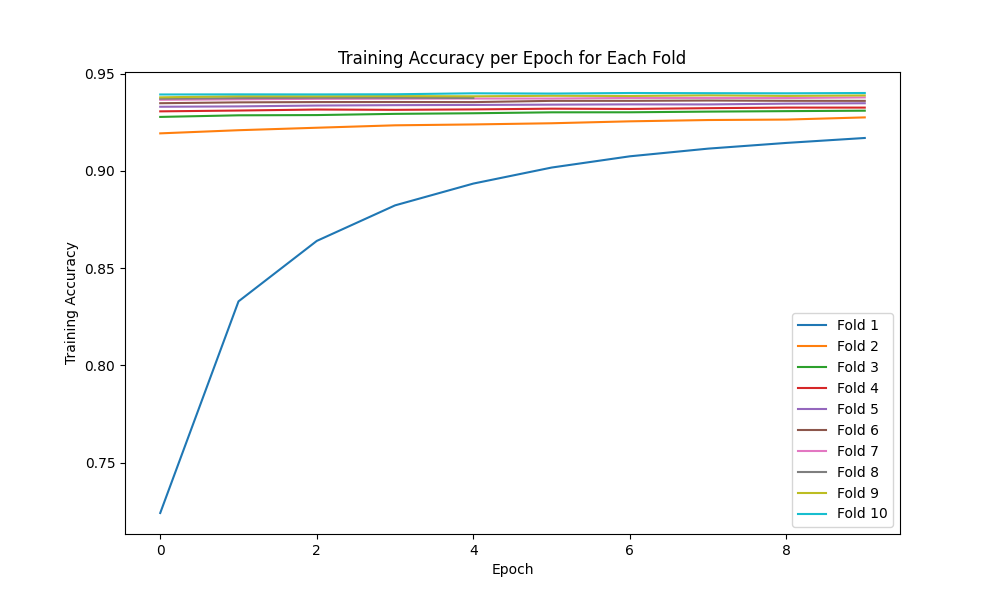 Training Accuracy per Epoch for Each Fold
Training Accuracy
0.95
0.90
0.85
0.80
0.75
0 2 4 6 8
Epoch
Fold 1
Fold 2
Fold 3
Fold 4
Fold 5
Fold 6
Fold 7
Fold 8
Fold 9
Fold 10